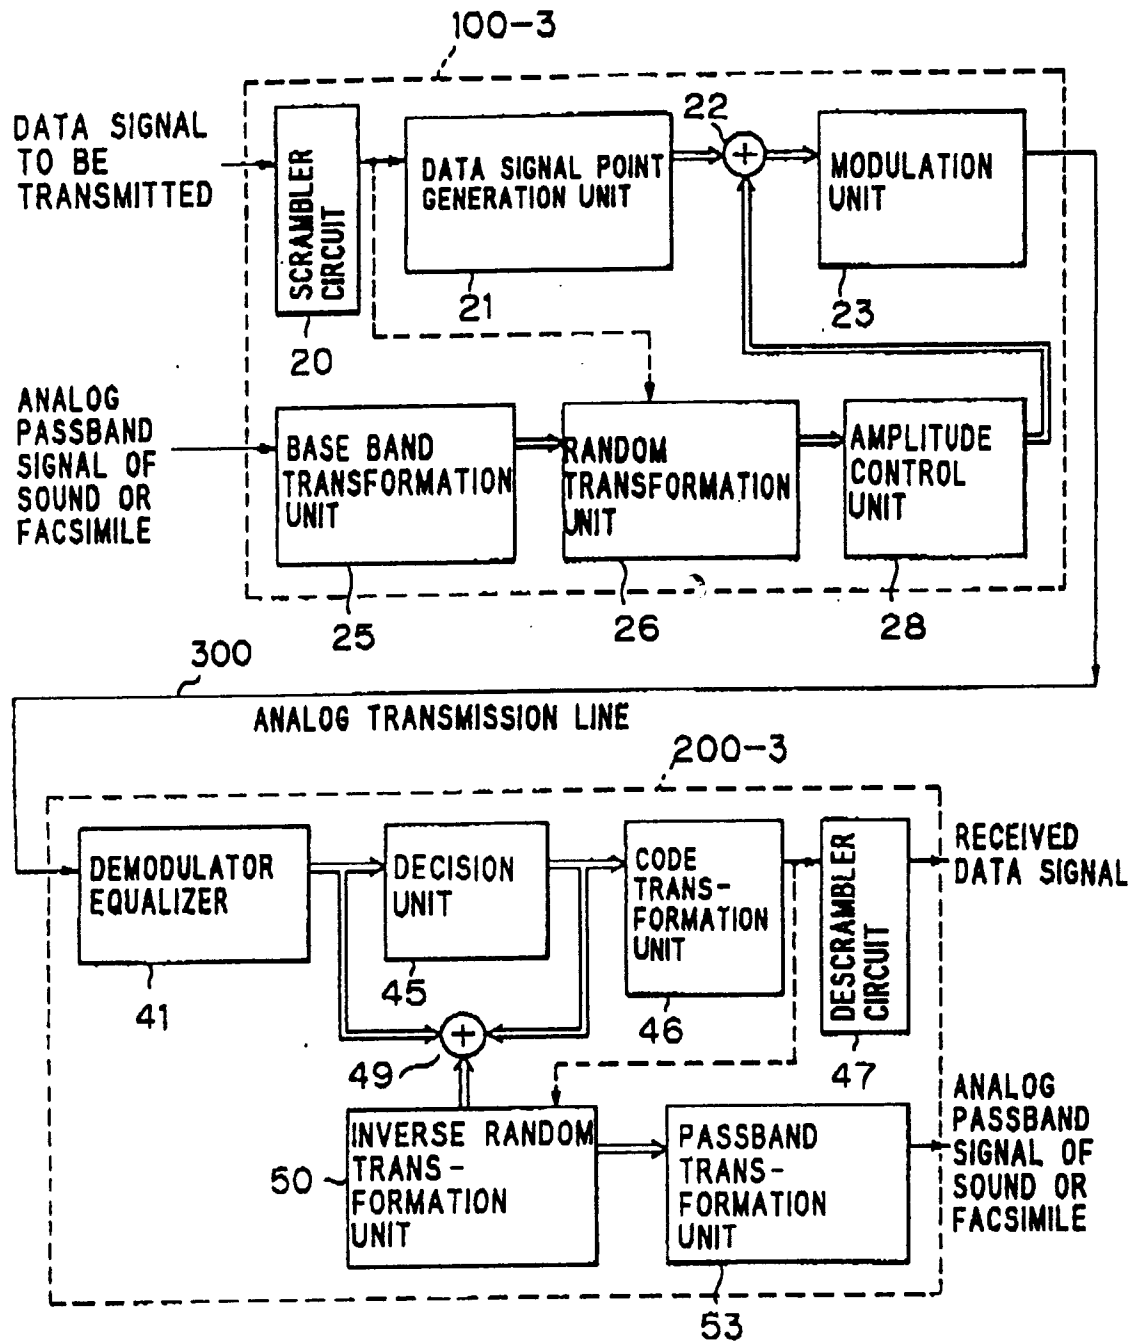 100-3
DATA SIGNAL
TO BE
TRANSMITTED
SCRAMBLER
CIRCUIT
20
DATA SIGNAL POINT
GENERATION UNIT
21
22
+
MODULATION
UNIT
23
ANALOG
PASSBAND
SIGNAL OF
SOUND OR
FACSIMILE
BASE BAND
TRANSFORMATION
UNIT
25
RANDOM
TRANSFORMATION
UNIT
26
AMPLITUDE
CONTROL
UNIT
28
300
ANALOG TRANSMISSION LINE
200-3
DEMODULATOR
EQUALIZER
41
DECISION
UNIT
45
CODE
TRANS-
FORMATION
UNIT
46
DESCRAMBLER
CIRCUIT
47
RECEIVED
DATA SIGNAL
+
49
INVERSE RANDOM
TRANS-
FORMATION
UNIT
50
PASSBAND
TRANS-
FORMATION
UNIT
53
ANALOG
PASSBAND
SIGNAL OF
SOUND OR
FACSIMILE